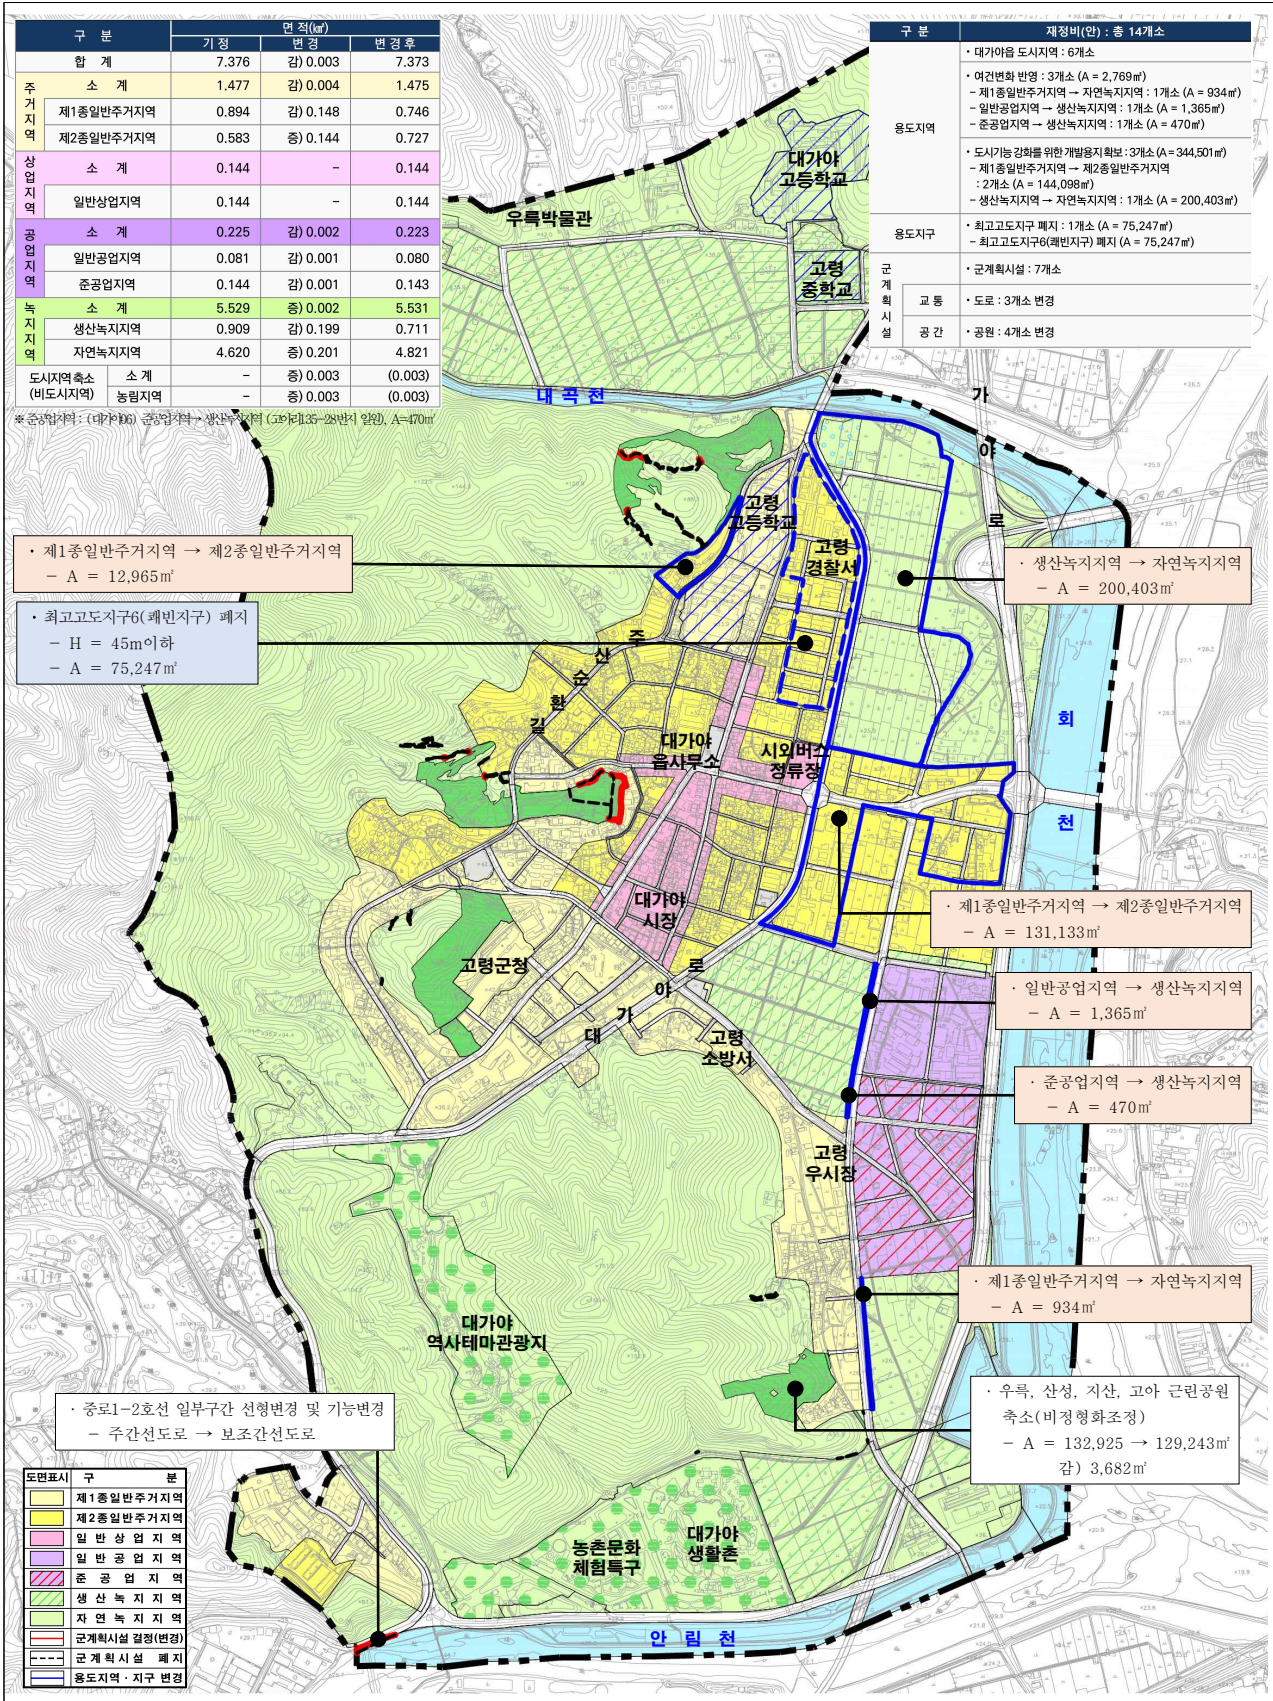 구 분 면 적(㎢)
기 정 변 경 변 경 후
합 계 7.376 감) 0.003 7.373
주거지역 소 계 1.477 감) 0.004 1.475
제1종일반주거지역 0.894 감) 0.148 0.746
제2종일반주거지역 0.583 증) 0.144 0.727
상업지역 소 계 0.144 – 0.144
일반상업지역 0.144 – 0.144
공업지역 소 계 0.225 감) 0.002 0.223
일반공업지역 0.081 감) 0.001 0.080
준공업지역 0.144 감) 0.001 0.143
녹지지역 소 계 5.529 증) 0.002 5.531
생산녹지지역 0.909 감) 0.199 0.711
자연녹지지역 4.620 증) 0.201 4.821
도시지역축소 (비도시지역) 소 계 – 증) 0.003 (0.003)
농림지역 – 증) 0.003 (0.003)
※ 준공업지역 : (대가야06) 준공업지역 → 생산녹지지역 (고아리135-28번지 일원), A=470㎡
구 분 재정비(안) : 총 14개소
용도지역
• 대가야읍 도시지역 : 6개소
• 여건변화 반영 : 3개소 (A = 2,769㎡)
– 제1종일반주거지역 → 자연녹지지역 : 1개소 (A = 934㎡)
– 일반공업지역 → 생산녹지지역 : 1개소 (A = 1,365㎡)
– 준공업지역 → 생산녹지지역 : 1개소 (A = 470㎡)
• 도시기능강화를 위한 개발용지확보 : 3개소 (A = 344,501㎡)
– 제1종일반주거지역 → 제2종일반주거지역
: 2개소 (A = 144,098㎡)
– 생산녹지지역 → 자연녹지지역 : 1개소 (A = 200,403㎡)
용도지구
• 최고고도지구 폐지 : 1개소 (A = 75,247㎡)
– 최고고도지구6(쾌빈지구) 폐지 (A = 75,247㎡)
군계획시설
• 군계획시설 : 7개소
교 통 • 도로 : 3개소 변경
공 간 • 공원 : 4개소 변경
대가야
고등학교
우륵박물관
고령
중학교
내 곡 천
가
야
로
고령
고등학교
고령
경찰서
· 제1종일반주거지역 → 제2종일반주거지역
– A = 12,965㎡
· 생산녹지지역 → 자연녹지지역
– A = 200,403㎡
· 최고고도지구6(쾌빈지구) 폐지
– H = 45m이하
– A = 75,247㎡
주
산
순
환
길
회
천
대가야
읍사무소
시외버스
정류장
대가야
시장
· 제1종일반주거지역 → 제2종일반주거지역
– A = 131,133㎡
고령군청
로
야
가
대
· 일반공업지역 → 생산녹지지역
– A = 1,365㎡
고령
소방서
· 준공업지역 → 생산녹지지역
– A = 470㎡
고령
우시장
· 제1종일반주거지역 → 자연녹지지역
– A = 934㎡
대가야
역사테마관광지
· 우륵, 산성, 지산, 고아 근린공원
축소(비정형화조정)
– A = 132,925 → 129,243㎡
감) 3,682㎡
· 중로1-2호선 일부구간 선형변경 및 기능변경
– 주간선도로 → 보조간선도로
농촌문화
체험특구
대가야
생활촌
안 림 천
도면표시 구 분
제1종일반주거지역
제2종일반주거지역
일 반 상 업 지 역
일 반 공 업 지 역
준 공 업 지 역
생 산 녹 지 지 역
자 연 녹 지 지 역
군계획시설 결정(변경)
군 계 획 시 설 폐 지
용도지역 · 지구 변경